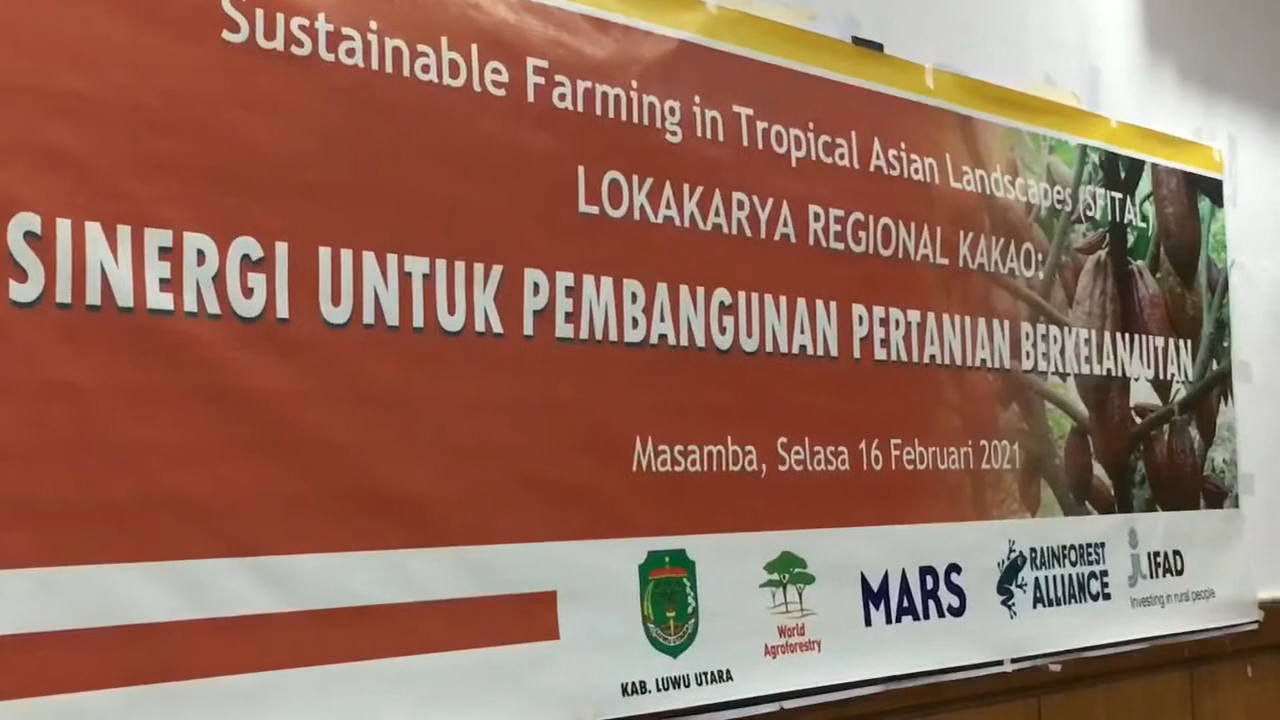 Sustainable Farming in Tropical Asian Landscapes (SFITAL)
LOKAKARYA REGIONAL KAKAO:
SINERGI UNTUK PEMBANGUNAN PERTANIAN BERKELANJUTAN
Masamba, Selasa 16 Februari 2021
KAB. LUWU UTARA
World
Agroforestry
MARS
RAINFOREST
ALLIANCE
IFAD
Investing in rural people